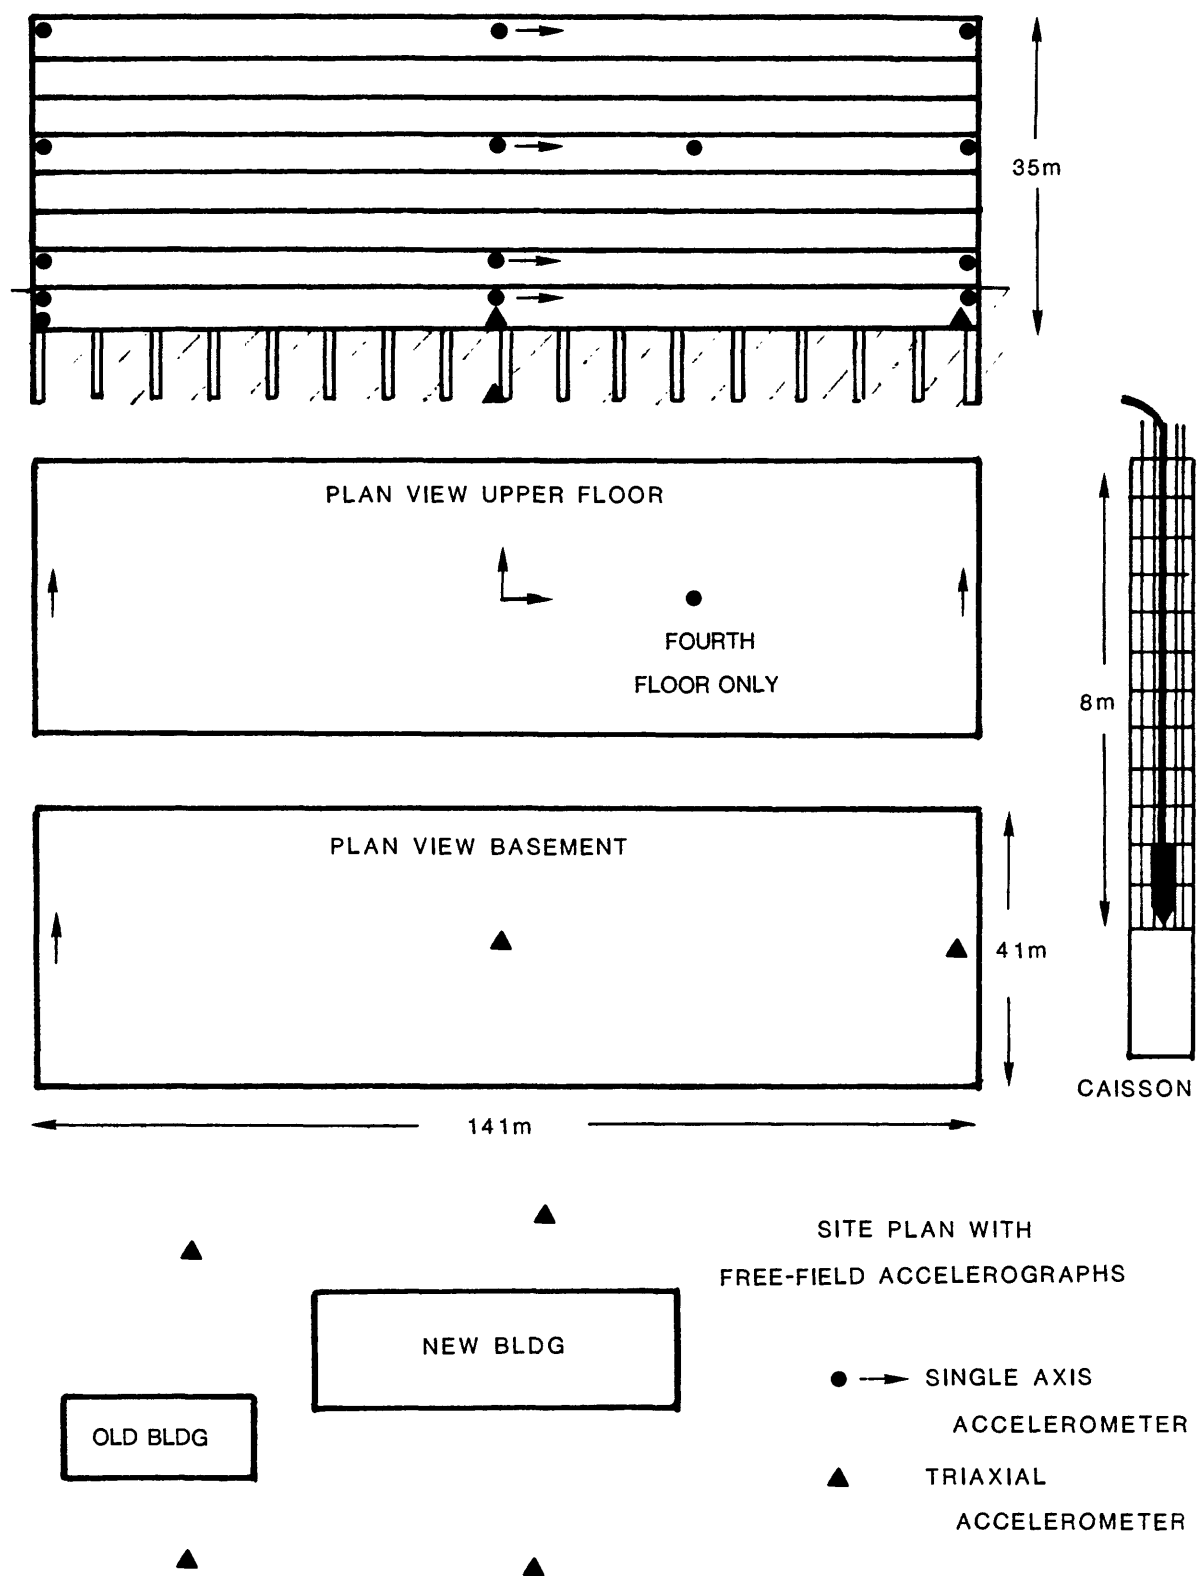 35m
PLAN VIEW UPPER FLOOR
FOURTH
FLOOR ONLY
8m
PLAN VIEW BASEMENT
41m
CAISSON
141m
SITE PLAN WITH
FREE-FIELD ACCELEROGRAPHS
NEW BLDG
OLD BLDG
SINGLE AXIS
ACCELEROMETER
TRIAXIAL
ACCELEROMETER